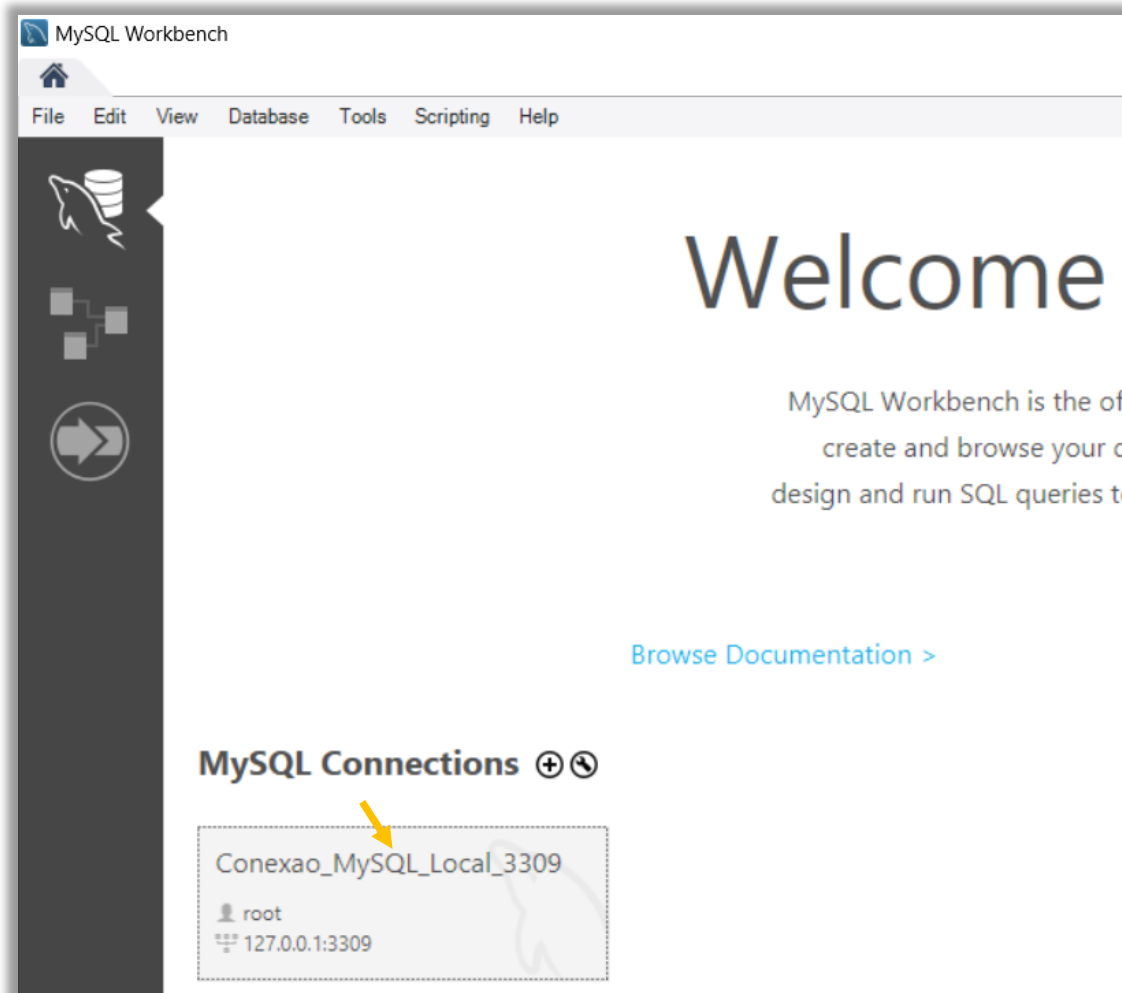 MySQL Workbench
File Edit View Database Tools Scripting Help
Welcome
MySQL Workbench is the
create and browse your
design and run SQL queries
Browse Documentation >
MySQL Connections
Conexao_MySQL_Local_3309
root
127.0.0.1:3309